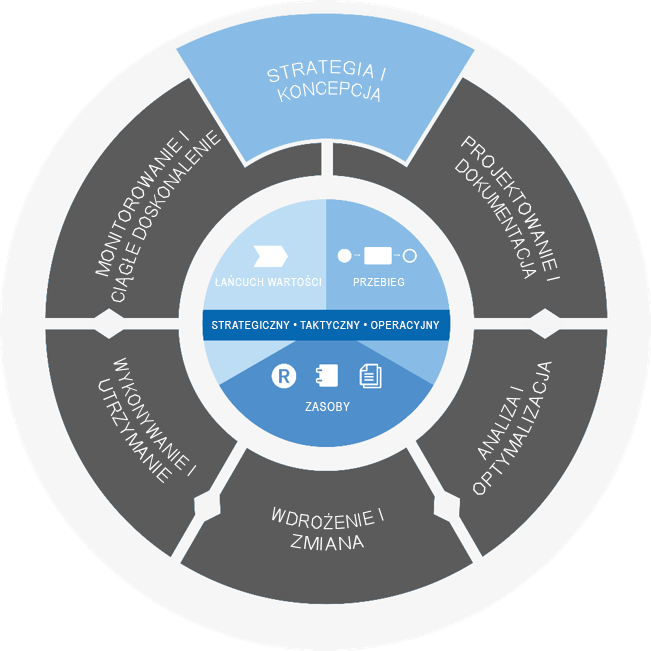 STRATEGIA I
KONCEPCJA
PROJEKTOWANIE I
DOKUMENTACJA
ANALIZA I
OPTYMALIZACJA
WDROŻENIE I
ZMIANA
WYKONYWANIE I
UTRZYMANIE
MONITOROWANIE I
CIĄGŁE DOSKONALENIE
ŁAŃCUCH WARTOŚCI
PRZEBIEG
STRATEGICZNY • TAKTYCZNY • OPERACYJNY
R
ZASOBY